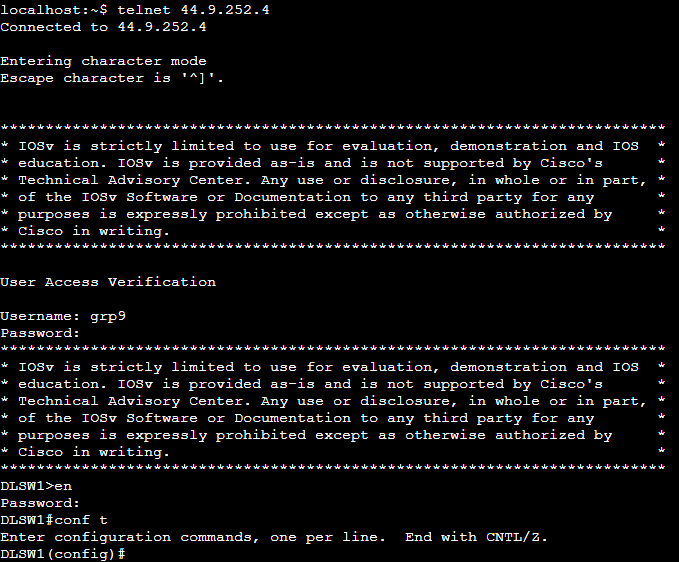 localhost:~$ telnet 44.9.252.4
Connected to 44.9.252.4
Entering character mode
Escape character is '^]'.
**************************************************************************
* IOSv is strictly limited to use for evaluation, demonstration and IOS  *
* education. IOSv is provided as-is and is not supported by Cisco's      *
* Technical Advisory Center. Any use or disclosure, in whole or in part, *
* of the IOSv Software or Documentation to any third party for any       *
* purposes is expressly prohibited except as otherwise authorized by     *
* Cisco in writing.                                                      *
**************************************************************************
User Access Verification
Username: grp9
Password:
**************************************************************************
* IOSv is strictly limited to use for evaluation, demonstration and IOS  *
* education. IOSv is provided as-is and is not supported by Cisco's      *
* Technical Advisory Center. Any use or disclosure, in whole or in part, *
* of the IOSv Software or Documentation to any third party for any       *
* purposes is expressly prohibited except as otherwise authorized by     *
* Cisco in writing.                                                      *
**************************************************************************
DLSW1>en
Password:
DLSW1#conf t
Enter configuration commands, one per line.  End with CNTL/Z.
DLSW1(config)#